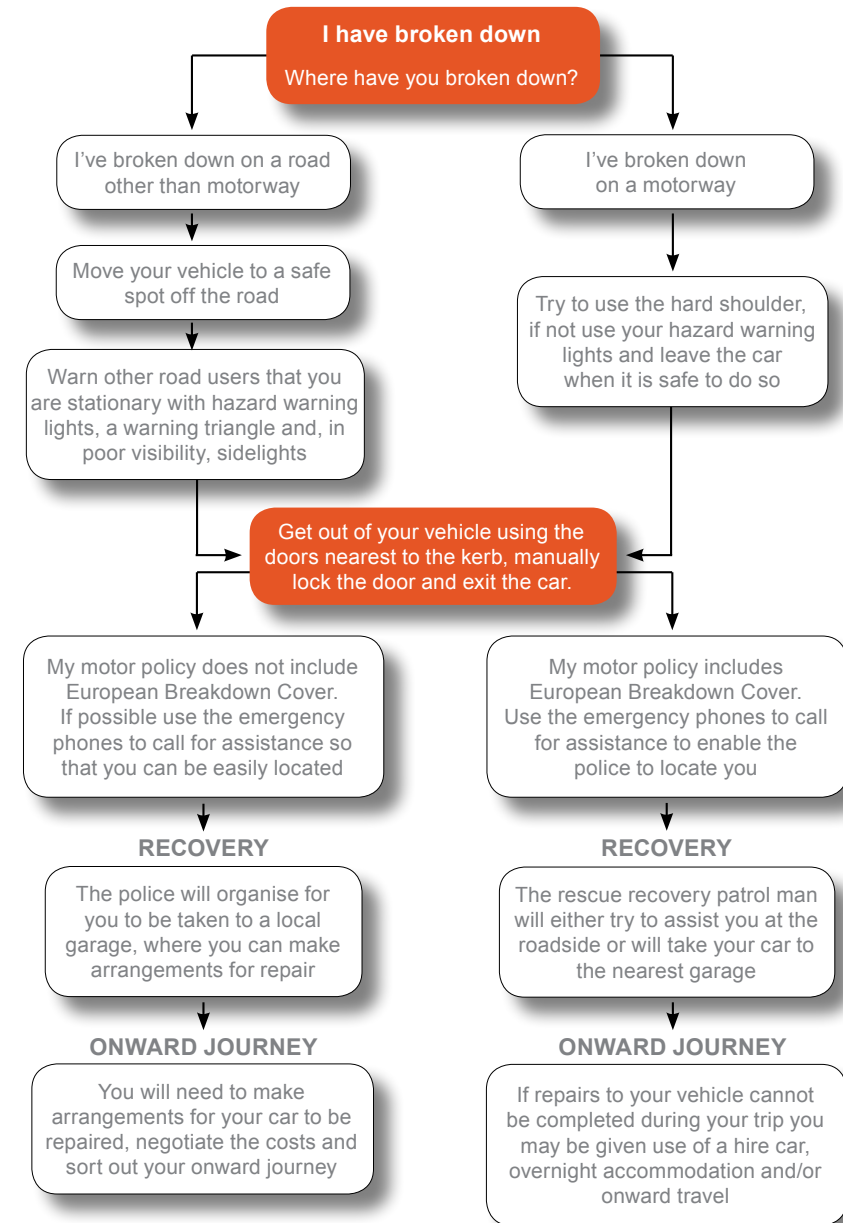 I have broken down
Where have you broken down?
I've broken down on a road
other than motorway
I've broken down
on a motorway
Move your vehicle to a safe
spot off the road
Try to use the hard shoulder,
if not use your hazard warning
lights and leave the car
when it is safe to do so
Warn other road users that you
are stationary with hazard warning
lights, a warning triangle and, in
poor visibility, sidelights
Get out of your vehicle using the
doors nearest to the kerb, manually
lock the door and exit the car.
My motor policy does not include
European Breakdown Cover.
If possible use the emergency
phones to call for assistance so
that you can be easily located
My motor policy includes
European Breakdown Cover.
Use the emergency phones to call
for assistance to enable the
police to locate you
RECOVERY
The police will organise for
you to be taken to a local
garage, where you can make
arrangements for repair
RECOVERY
The rescue recovery patrol man
will either try to assist you at the
roadside or will take your car to
the nearest garage
ONWARD JOURNEY
You will need to make
arrangements for your car to be
repaired, negotiate the costs and
sort out your onward journey
ONWARD JOURNEY
If repairs to your vehicle cannot
be completed during your trip you
may be given use of a hire car,
overnight accommodation and/or
onward travel